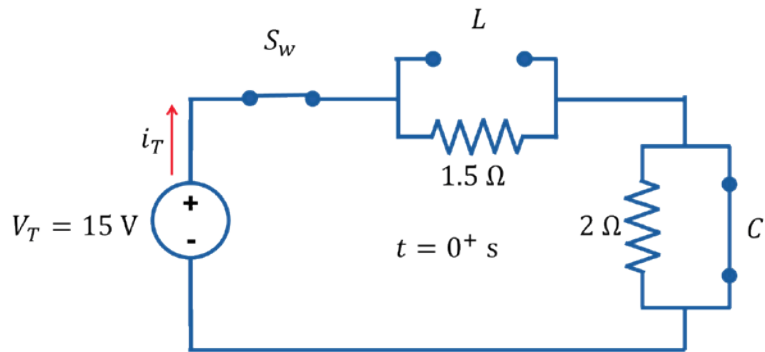 L
S_w
i_T
1.5 Ω
+
V_T = 15 V
-
2 Ω
C
t = 0⁺ s